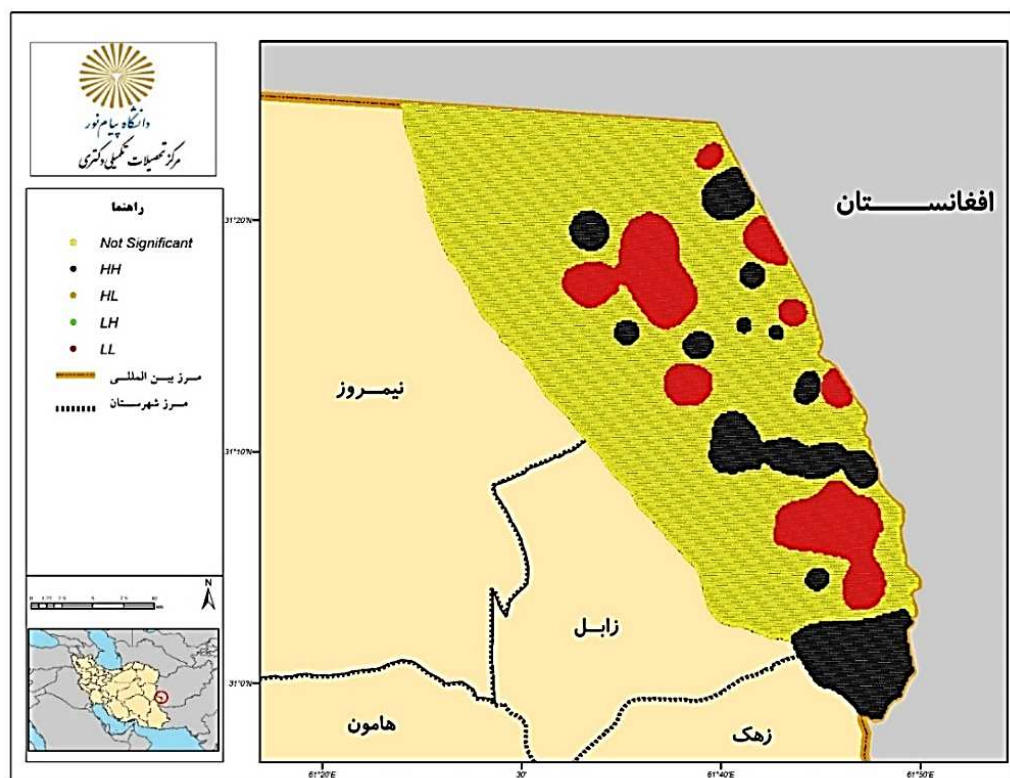 دانشگاه پیام نور
مرکز تحصیلات تکمیلی دکتری
راهنما
Not Significant
HH
HL
LH
LL
مرز بین المللی
مرز شهرستان
N
افغانستان
نیمروز
زابل
هامون
زهک
31°20'N
31°10'N
31°0'N
61°20'E
30'
61°40'E
61°50'E